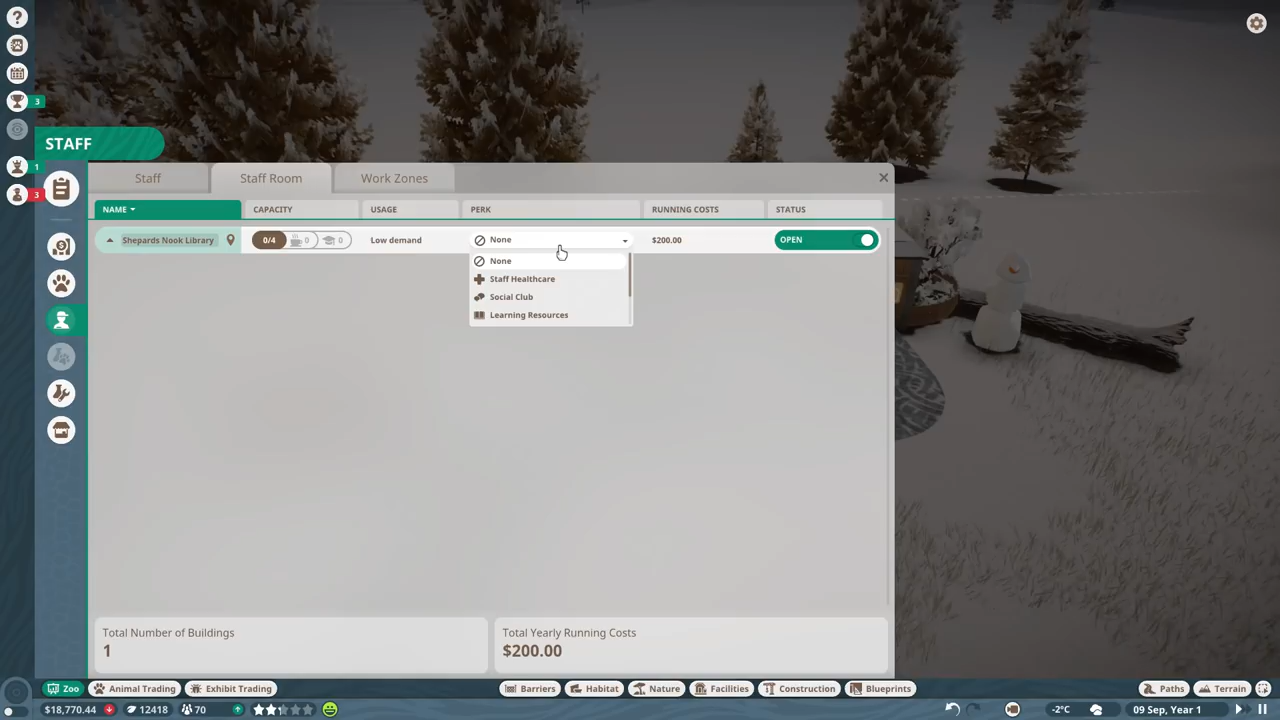 ?
3
1
3
STAFF
Staff
Staff Room
Work Zones
NAME
CAPACITY
USAGE
PERK
RUNNING COSTS
STATUS
Shepards Nook Library
0/4
0
0
Low demand
None
$200.00
OPEN
None
Staff Healthcare
Social Club
Learning Resources
Total Number of Buildings
1
Total Yearly Running Costs
$200.00
Zoo
Animal Trading
Exhibit Trading
Barriers
Habitat
Nature
Facilities
Construction
Blueprints
Paths
Terrain
$18,770.44
12418
70
-2°C
09 Sep, Year 1